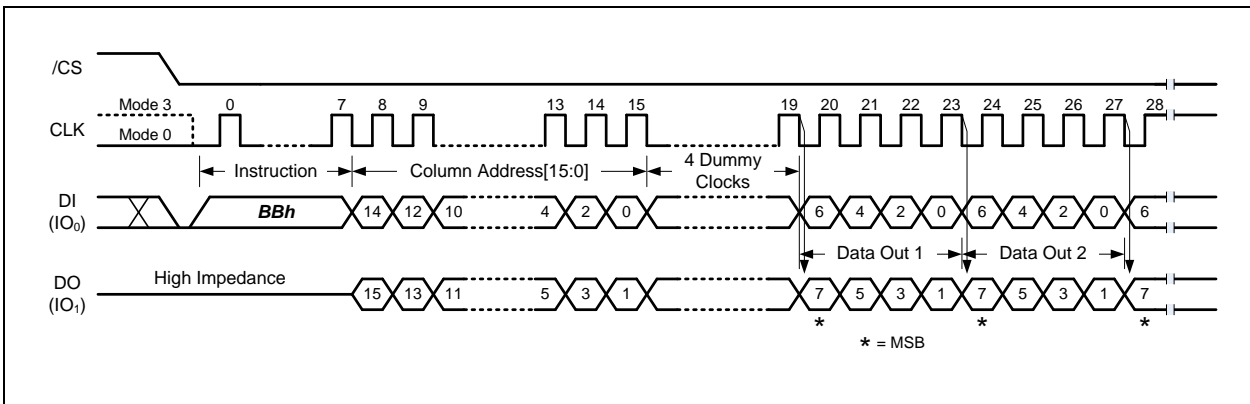 /CS
Mode 3 0 7 8 9 13 14 15 19 20 21 22 23 24 25 26 27 28
CLK Mode 0
Instruction Column Address[15:0] 4 Dummy
Clocks
DI
(IO0) BBh 14 12 10 4 2 0 6 4 2 0 6 4 2 0 6
Data Out 1 Data Out 2
High Impedance
DO
(IO1) 15 13 11 5 3 1 7 5 3 1 7 5 3 1 7
* * *
* = MSB